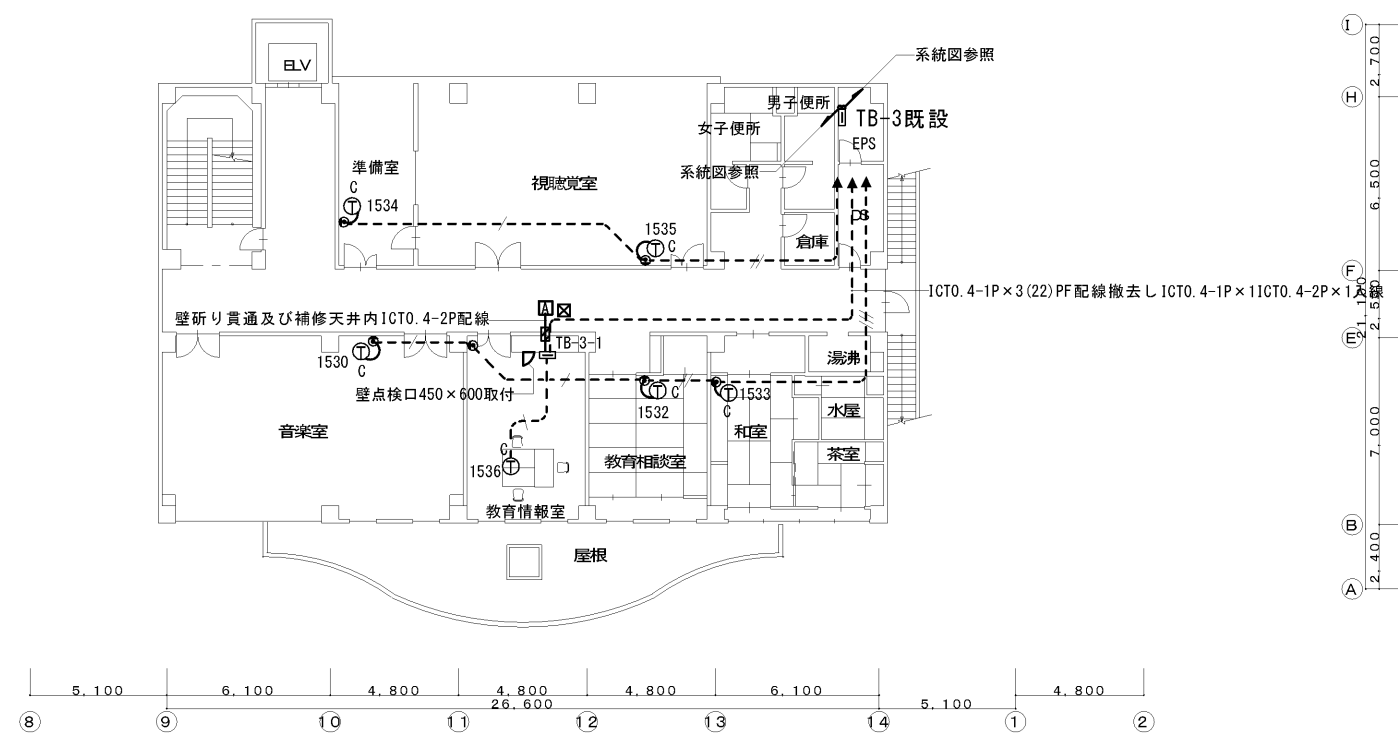 系統図参照
ELV
男子便所
TB-3既設
女子便所
EPS
系統図参照
準備室
C
1534
視聴覚室
1535
C
DS
倉庫
ICT0.4-1P×3(22)PF配線撤去しICT0.4-1P×1ICT0.4-2P×1入線
A
壁斫り貫通及び補修天井内ICT0.4-2P配線
TB-3-1
1530
C
湯沸
壁点検口450×600取付
C
1532
1533
C
水屋
音楽室
和室
茶室
C
1536
教育相談室
教育情報室
屋根
I
2,700
H
6,500
F
2,500
21,100
E
7,000
B
2,400
A
5,100
6,100
4,800
4,800
4,800
6,100
5,100
4,800
26,600
8
9
10
11
12
13
14
1
2